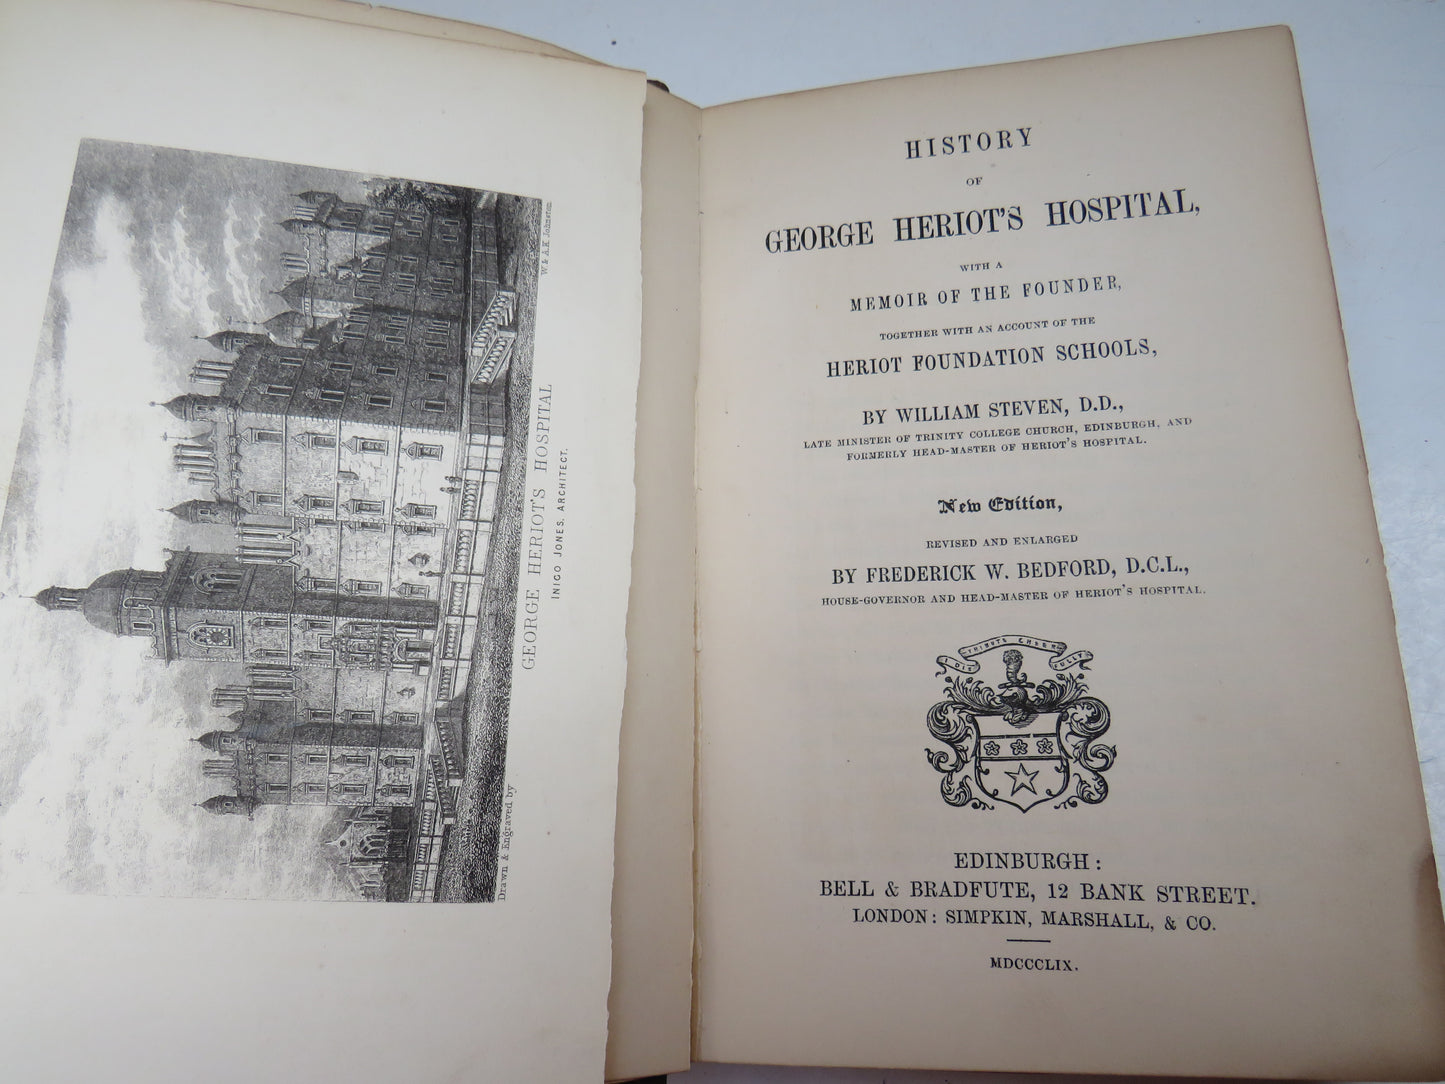 GEORGE HERIOT'S HOSPITAL
INIGO JONES, ARCHITECT.
Drawn & Engraved by
W. & A.K. Johnston.
HISTORY
OF
GEORGE HERIOT'S HOSPITAL,
WITH A
MEMOIR OF THE FOUNDER,
TOGETHER WITH AN ACCOUNT OF THE
HERIOT FOUNDATION SCHOOLS,
BY WILLIAM STEVEN, D.D.,
LATE MINISTER OF TRINITY COLLEGE CHURCH, EDINBURGH, AND
FORMERLY HEAD-MASTER OF HERIOT'S HOSPITAL.
New Edition,
REVISED AND ENLARGED
BY FREDERICK W. BEDFORD, D.C.L.,
HOUSE-GOVERNOR AND HEAD-MASTER OF HERIOT'S HOSPITAL.
I DISTRIBUTE CHEERFULLY
EDINBURGH:
BELL & BRADFUTE, 12 BANK STREET.
LONDON: SIMPKIN, MARSHALL, & CO.
MDCCCLIX.